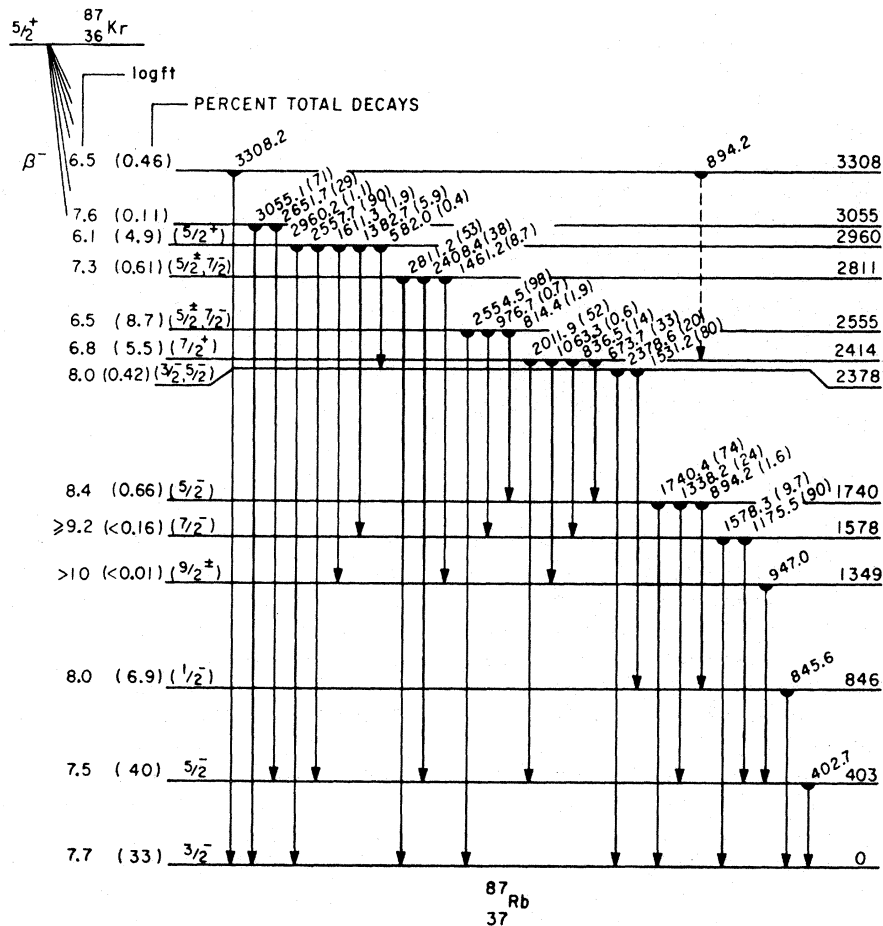 5/2+ 87 36 Kr
logft
PERCENT TOTAL DECAYS
β− 6.5 (0.46) 3308.2 894.2 3308
3055.1 (71)
2651.7 (29)
7.6 (0.11) 3055
2960.2 (1.1)
2557.7 (90)
1611.3 (1.9)
1382.7 (5.9)
582.0 (0.4)
6.1 (4.9) (5/2+) 2960
2811.2 (53)
2408.4 (38)
1461.2 (8.7)
7.3 (0.61) (5/2±, 7/2−) 2811
2554.5 (98)
976.7 (0.7)
814.4 (1.9)
6.5 (8.7) (5/2±, 7/2−) 2555
2011.9 (52)
1063.3 (0.6)
836.5 (14)
673.7 (33)
6.8 (5.5) (7/2+) 2414
2378.6 (20)
1531.2 (80)
8.0 (0.42) (3/2−, 5/2−) 2378
1740.4 (74)
1338.2 (24)
894.2 (1.6)
8.4 (0.66) (5/2−) 1740
1578.3 (9.7)
1175.5 (90)
⩾9.2 (<0.16) (7/2−) 1578
>10 (<0.01) (9/2±) 947.0 1349
8.0 (6.9) (1/2−) 845.6 846
7.5 (40) 5/2− 402.7 403
7.7 (33) 3/2− 0
87 37 Rb